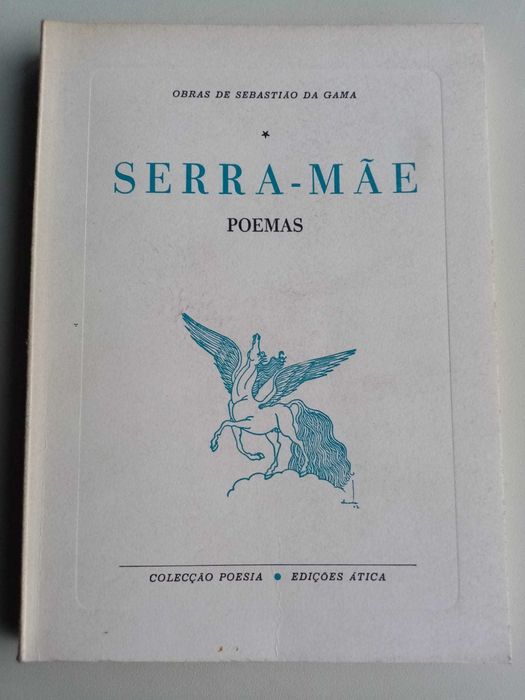 OBRAS DE SEBASTIÃO DA GAMA
*
SERRA-MÃE
POEMAS
COLECÇÃO POESIA • EDIÇÕES ÁTICA